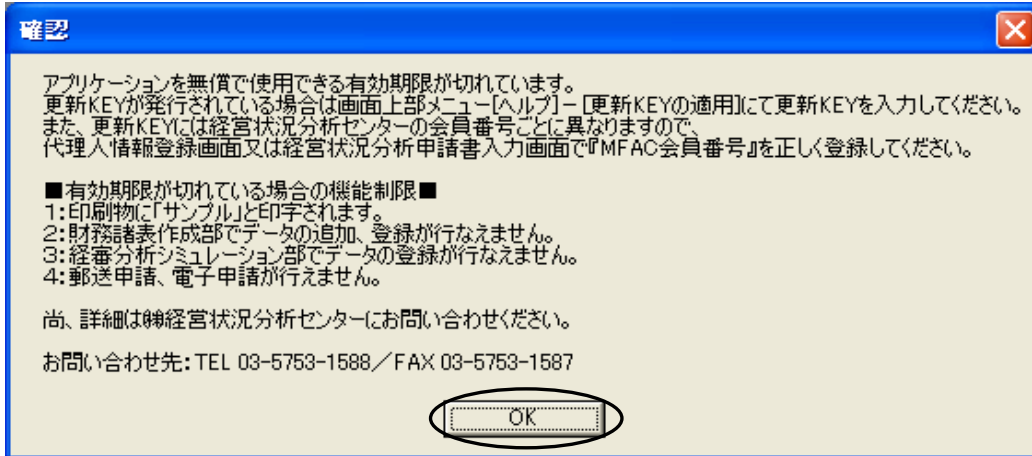 確認
アプリケーションを無償で使用できる有効期限が切れています。
更新KEYが発行されている場合は画面上部メニュー[ヘルプ]－[更新KEYの適用]にて更新KEYを入力してください。
また、更新KEYには経営状況分析センターの会員番号ごとに異なりますので、
代理人情報登録画面又は経営状況分析申請書入力画面で『MFAC会員番号』を正しく登録してください。
■有効期限が切れている場合の機能制限■
1:印刷物に「サンプル」と印字されます。
2:財務諸表作成部でデータの追加、登録が行なえません。
3:経審分析シミュレーション部でデータの登録が行なえません。
4:郵送申請、電子申請が行えません。
尚、詳細は㈱経営状況分析センターにお問い合わせください。
お問い合わせ先：TEL 03-5753-1588／FAX 03-5753-1587
OK